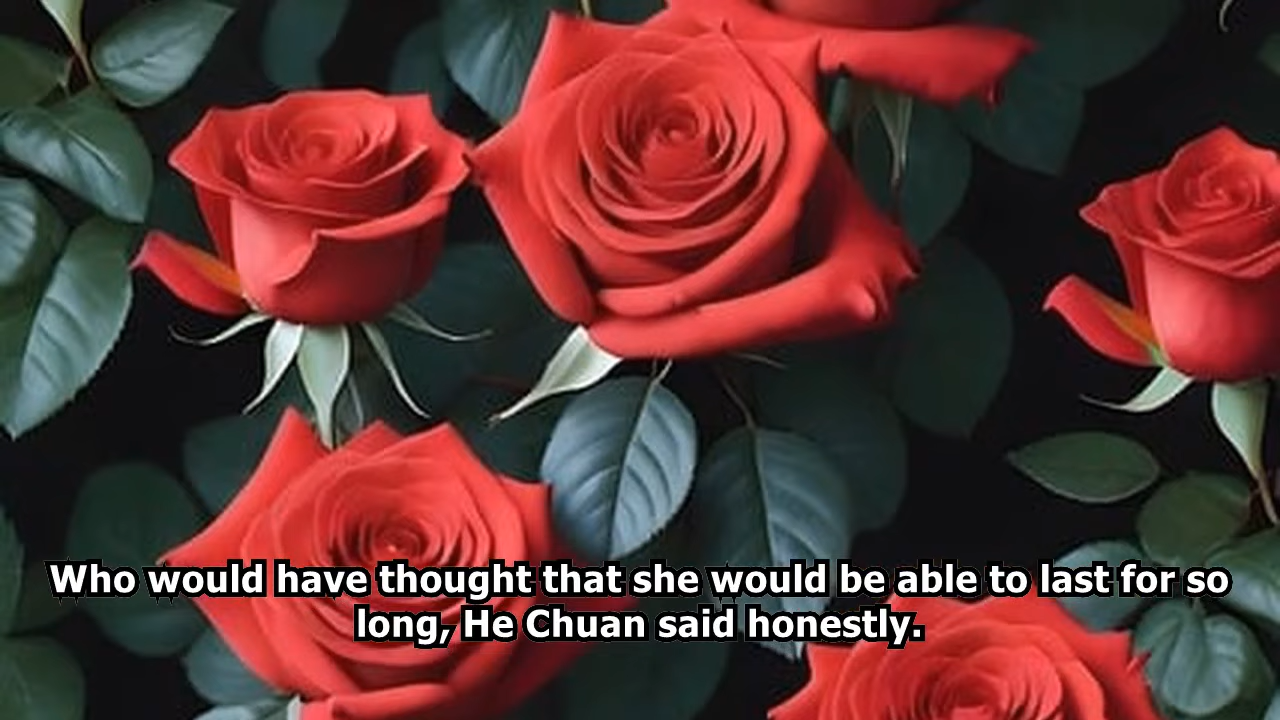 Who would have thought that she would be able to last for so
long, He Chuan said honestly.